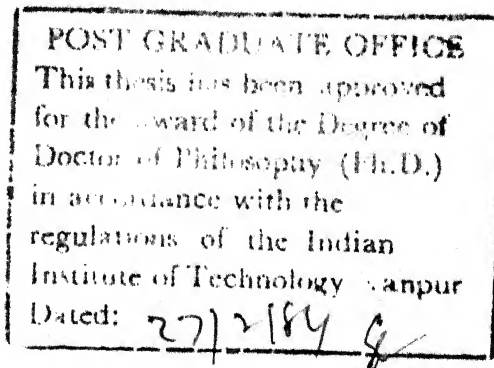 POST GRADUATE OFFICE
This thesis has been approved
for the award of the Degree of
Doctor of Philosophy (Ph.D.)
in accordance with the
regulations of the Indian
Institute of Technology Kanpur
Dated: 27/2/84